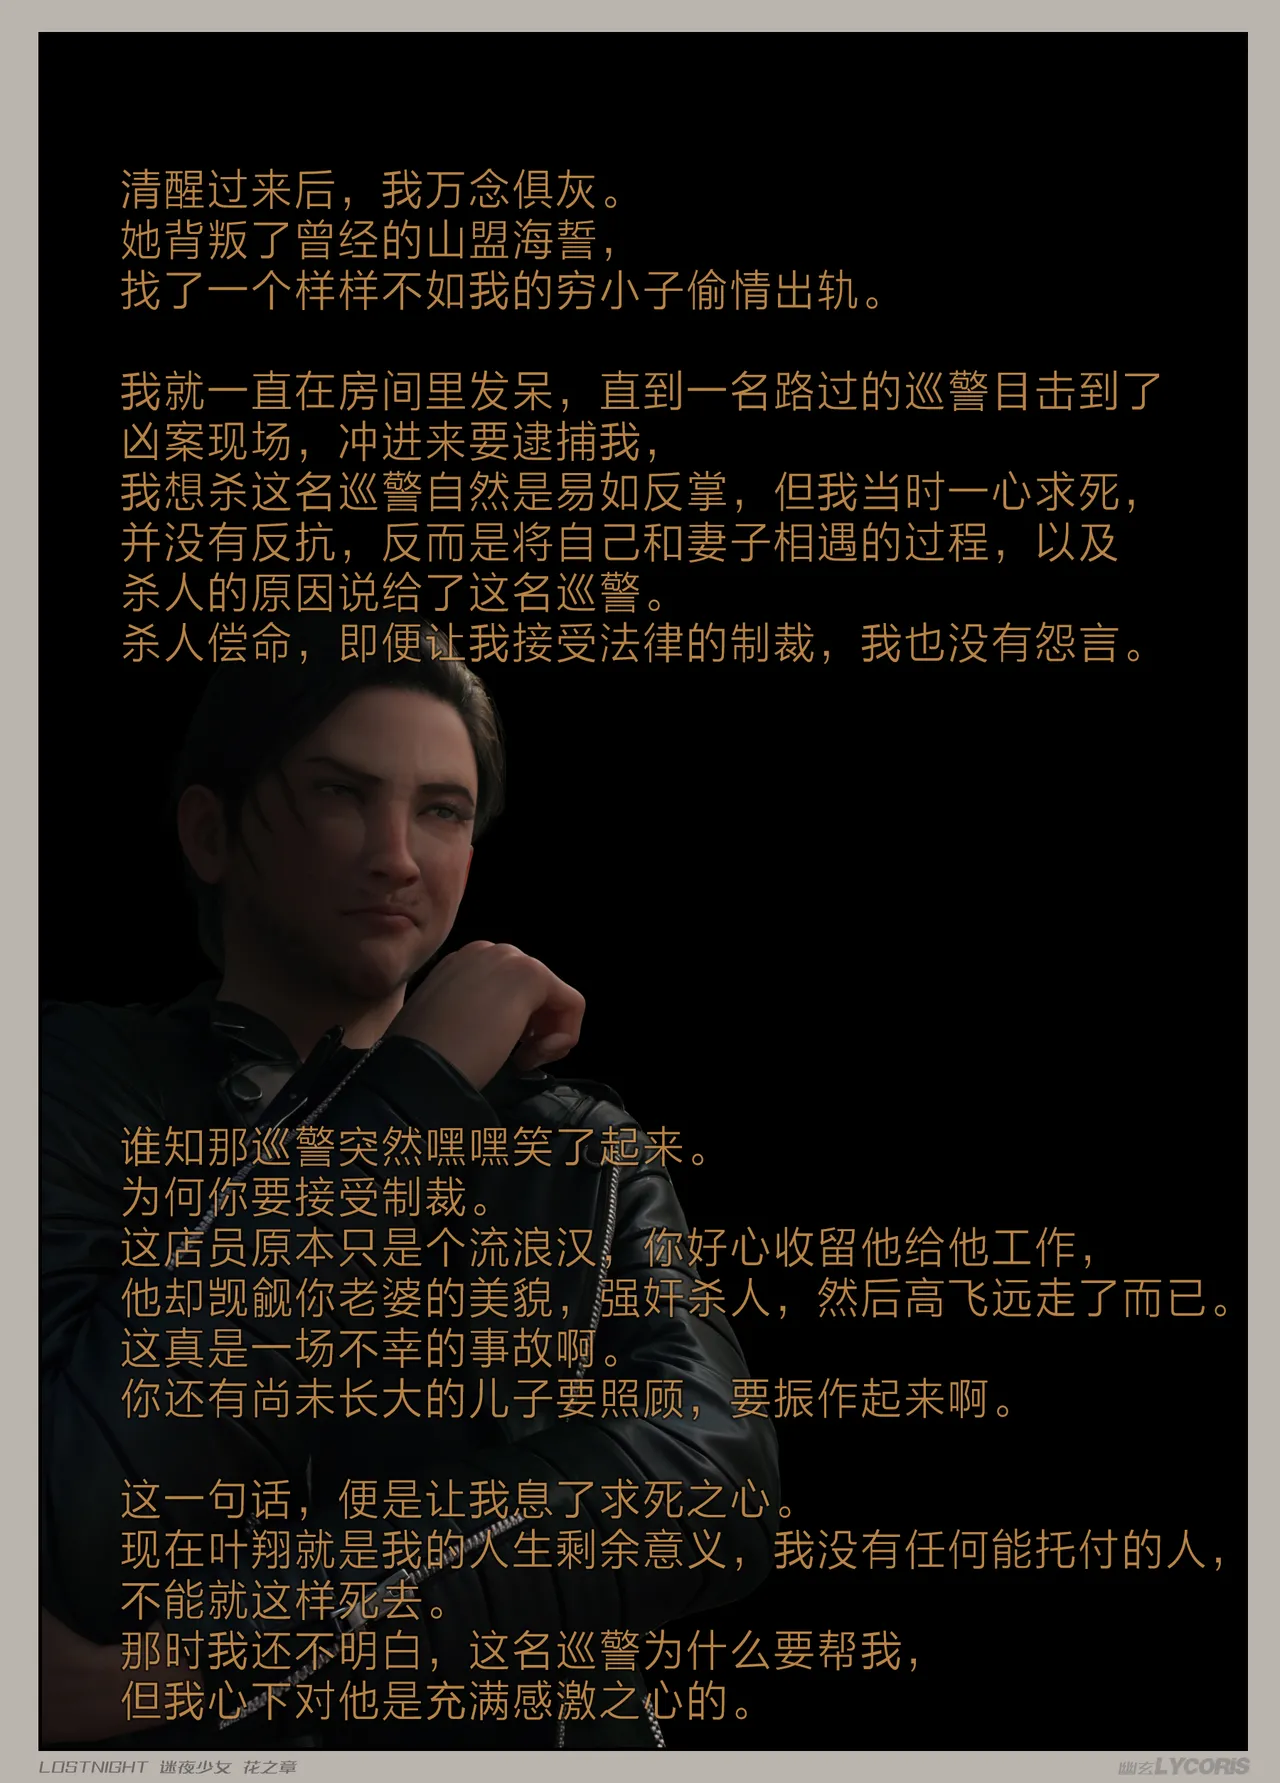 清醒过来后，我万念俱灰。
她背叛了曾经的山盟海誓，
找了一个样样不如我的穷小子偷情出轨。
我就一直在房间里发呆，直到一名路过的巡警目击到了
凶案现场，冲进来要逮捕我，
我想杀这名巡警自然是易如反掌，但我当时一心求死，
并没有反抗，反而是将自己和妻子相遇的过程，以及
杀人的原因说给了这名巡警。
杀人偿命，即便让我接受法律的制裁，我也没有怨言。
谁知那巡警突然嘿嘿笑了起来。
为何你要接受制裁。
这店员原本只是个流浪汉，你好心收留他给他工作，
他却觊觎你老婆的美貌，强奸杀人，然后高飞远走了而已。
这真是一场不幸的事故啊。
你还有尚未长大的儿子要照顾，要振作起来啊。
这一句话，便是让我息了求死之心。
现在叶翔就是我的人生剩余意义，我没有任何能托付的人，
不能就这样死去。
那时我还不明白，这名巡警为什么要帮我，
但我心下对他是充满感激之心的。
LOSTNIGHT 迷夜少女 花之章
幽玄LYCORIS